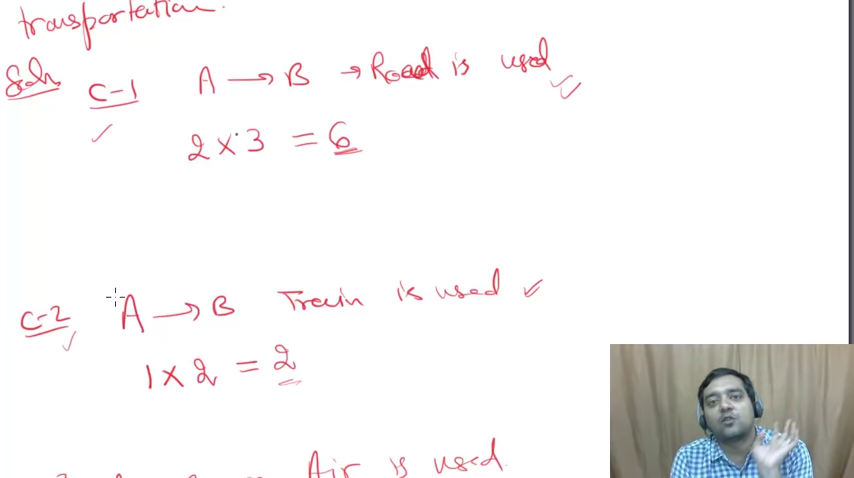 transportation.
Soln C-1 A → B → Road is used
2 × 3 = 6
C-2 A → B Train is used
1 × 2 = 2
Air is used.